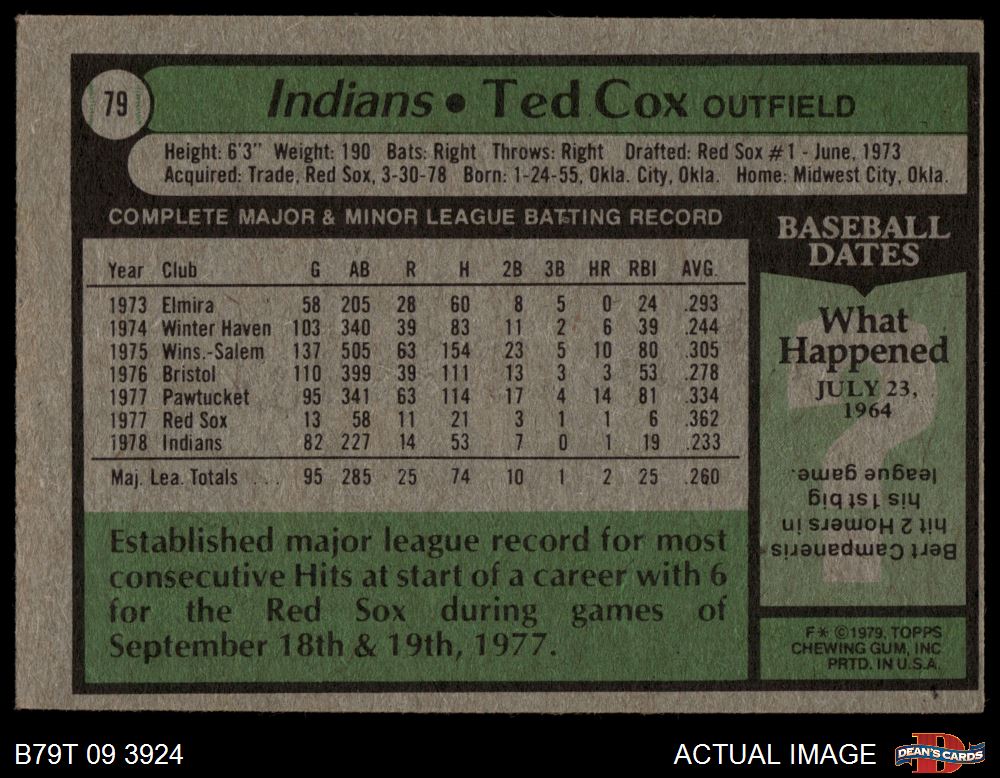 79
Indians • Ted Cox OUTFIELD
Height: 6'3" Weight: 190 Bats: Right Throws: Right Drafted: Red Sox #1 - June, 1973
Acquired: Trade, Red Sox, 3-30-78 Born: 1-24-55, Okla. City, Okla. Home: Midwest City, Okla.
COMPLETE MAJOR & MINOR LEAGUE BATTING RECORD
Year Club G AB R H 2B 3B HR RBI AVG.
1973 Elmira 58 205 28 60 8 5 0 24 .293
1974 Winter Haven 103 340 39 83 11 2 6 39 .244
1975 Wins.-Salem 137 505 63 154 23 5 10 80 .305
1976 Bristol 110 399 39 111 13 3 3 53 .278
1977 Pawtucket 95 341 63 114 17 4 14 81 .334
1977 Red Sox 13 58 11 21 3 1 1 6 .362
1978 Indians 82 227 14 53 7 0 1 19 .233
Maj. Lea. Totals . . . 95 285 25 74 10 1 2 25 .260
Established major league record for most
consecutive Hits at start of a career with 6
for the Red Sox during games of
September 18th & 19th, 1977.
BASEBALL
DATES
What
Happened
JULY 23,
1964
?
Bert Campaneris
hit 2 Homers in
his 1st big
league game.
F* ©1979, TOPPS
CHEWING GUM, INC
PRTD. IN U.S.A.
B79T 09 3924
ACTUAL IMAGE
DEAN'S CARDS